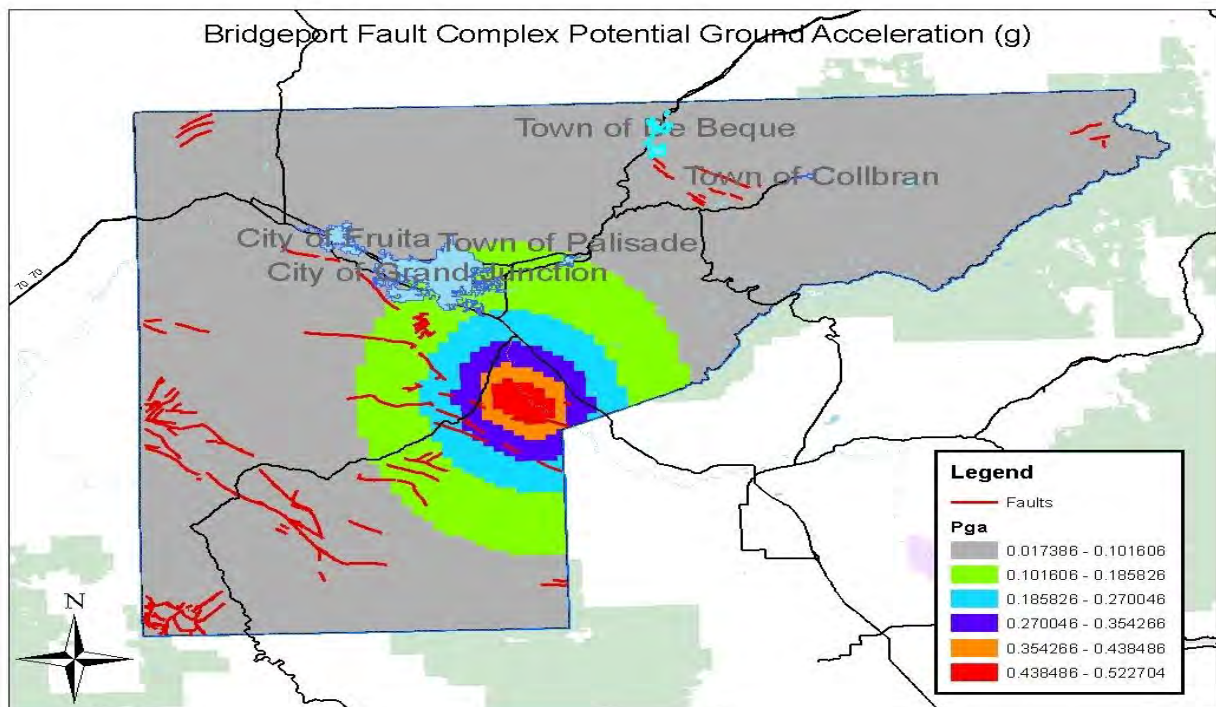 Bridgeport Fault Complex Potential Ground Acceleration (g)
Town of De Beque
Town of Collbran
City of Fruita
Town of Palisade
City of Grand Junction
70
70
N
Legend
Faults
Pga
0.017386 - 0.101606
0.101606 - 0.185826
0.185826 - 0.270046
0.270046 - 0.354266
0.354266 - 0.438486
0.438486 - 0.522704